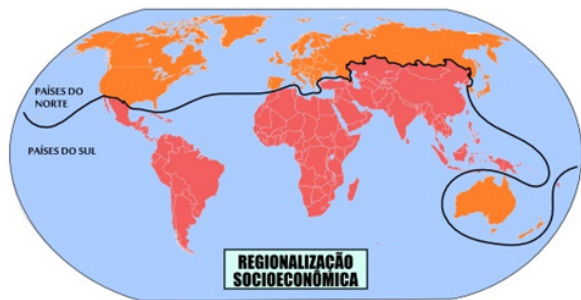 PAÍSES DO
NORTE
PAÍSES DO SUL
REGIONALIZAÇÃO
SOCIOECONÔMICA